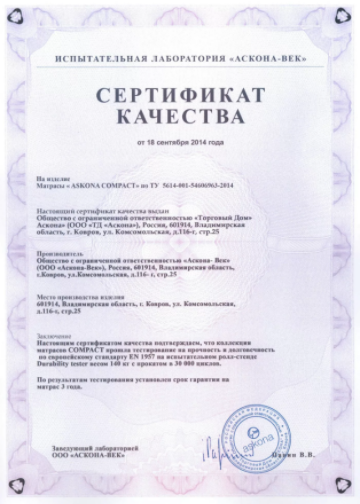 ИСПЫТАТЕЛЬНАЯ ЛАБОРАТОРИЯ «АСКОНА-ВЕК»
СЕРТИФИКАТ
КАЧЕСТВА
от 18 сентября 2014 года
На изделие
Матрасы « ASKONA COMPACT» по ТУ 5614-001-54606963-2014
Настоящий сертификат качества выдан
Общество с ограниченной ответственностью «Торговый Дом»
Аскона» (ООО «ТД «Аскона»), Россия, 601914, Владимирская
область, г. Ковров, ул. Комсомольская, д.116-г, стр.25
Производитель
Общество с ограниченной ответственностью «Аскона- Век»
(ООО «Аскона-Век»), Россия, 601914, Владимирская область,
г.Ковров, ул.Комсомольская, д.116- г, стр.25
Место производства изделия
601914, Владимирская область, г. Ковров, ул. Комсомольская,
д.116-г, стр.25
Заключение
Настоящим сертификатом качества подтверждаем, что коллекция
матрасов COMPACT прошла тестирование на прочность и долговечность
по европейскому стандарту EN 1957 на испытательном ролл-стенде
Durability tester весом 140 кг с прокатом в 30 000 циклов.
По результатам тестирования установлен срок гарантии на
матрас 3 года.
askona
Заведующий лабораторией
ООО «АСКОНА-ВЕК»
Панин В.В.